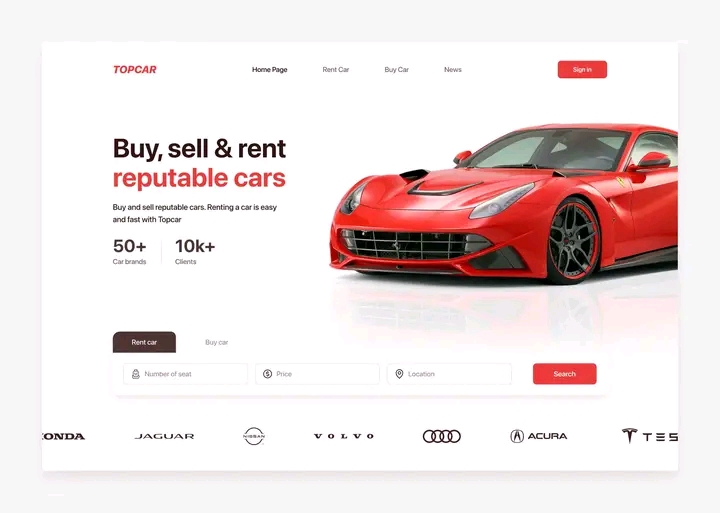 TOPCAR
Home Page
Rent Car
Buy Car
News
Sign in
Buy, sell & rent
reputable cars
Buy and sell reputable cars. Renting a car is easy
and fast with Topcar
50+
10k+
Car brands
Clients
Rent car
Buy car
Number of seat
Price
Location
Search
ONDA
JAGUAR
NISSAN
VOLVO
ACURA
TES